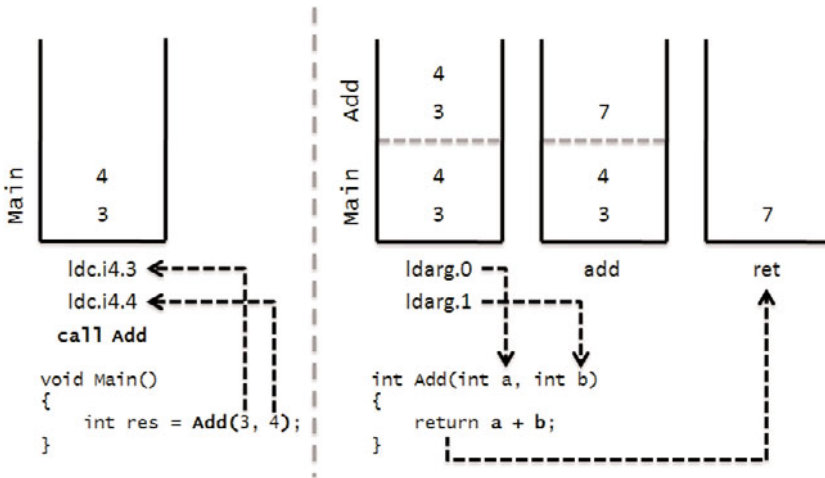 Main
4
3
ldc.i4.3
ldc.i4.4
call Add
void Main()
{
int res = Add(3, 4);
}
Add
Main
4
3
4
3
7
4
3
7
ldarg.0
add
ret
ldarg.1
int Add(int a, int b)
{
return a + b;
}